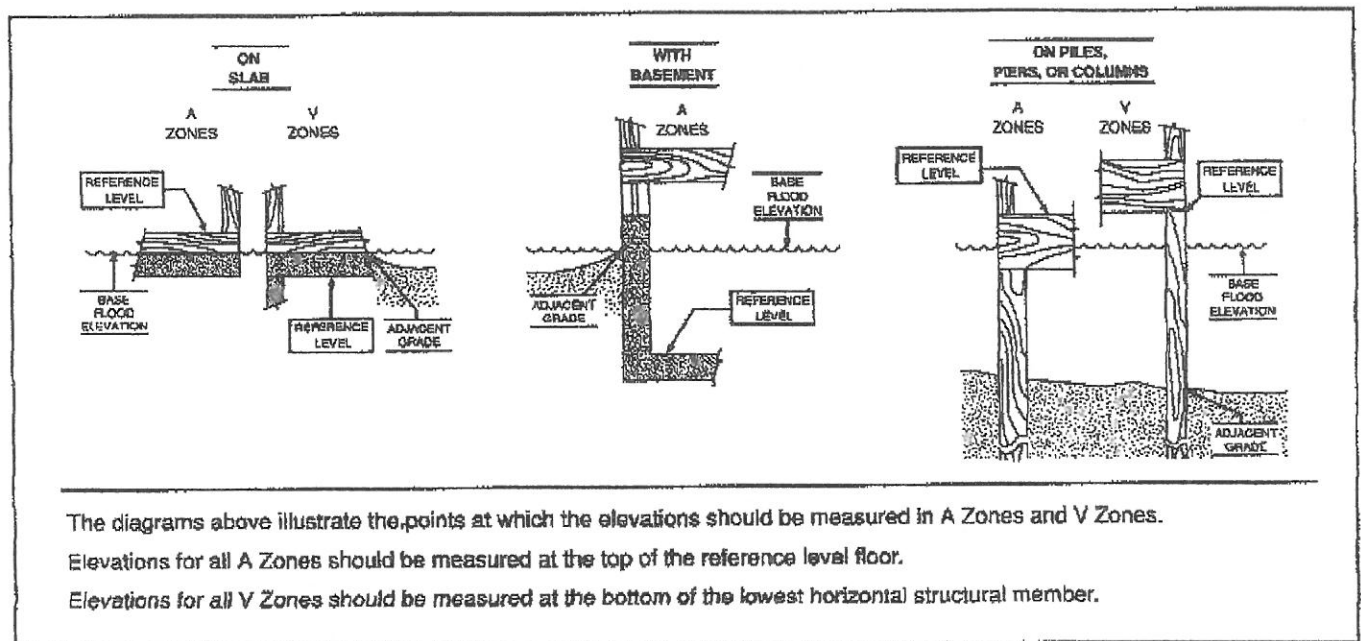 ON
SLAB
A
ZONES
V
ZONES
REFERENCE
LEVEL
BASE
FLOOD
ELEVATION
REFERENCE
LEVEL
ADJACENT
GRADE
WITH
BASEMENT
A
ZONES
BASE
FLOOD
ELEVATION
ADJACENT
GRADE
REFERENCE
LEVEL
ON PILES,
PIERS, OR COLUMNS
A
ZONES
V
ZONES
REFERENCE
LEVEL
REFERENCE
LEVEL
BASE
FLOOD
ELEVATION
ADJACENT
GRADE
The diagrams above illustrate the points at which the elevations should be measured in A Zones and V Zones.
Elevations for all A Zones should be measured at the top of the reference level floor.
Elevations for all V Zones should be measured at the bottom of the lowest horizontal structural member.